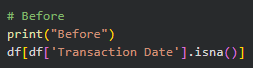 # Before
print("Before")
df[df['Transaction Date'].isna()]